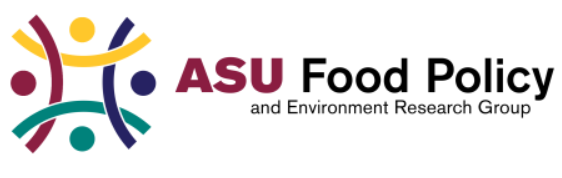 ASU Food Policy
and Environment Research Group